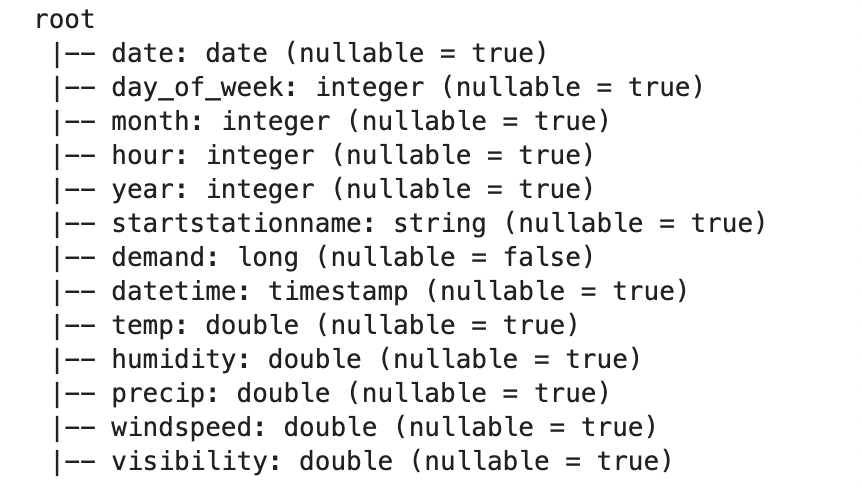 root
 |-- date: date (nullable = true)
 |-- day_of_week: integer (nullable = true)
 |-- month: integer (nullable = true)
 |-- hour: integer (nullable = true)
 |-- year: integer (nullable = true)
 |-- startstationname: string (nullable = true)
 |-- demand: long (nullable = false)
 |-- datetime: timestamp (nullable = true)
 |-- temp: double (nullable = true)
 |-- humidity: double (nullable = true)
 |-- precip: double (nullable = true)
 |-- windspeed: double (nullable = true)
 |-- visibility: double (nullable = true)